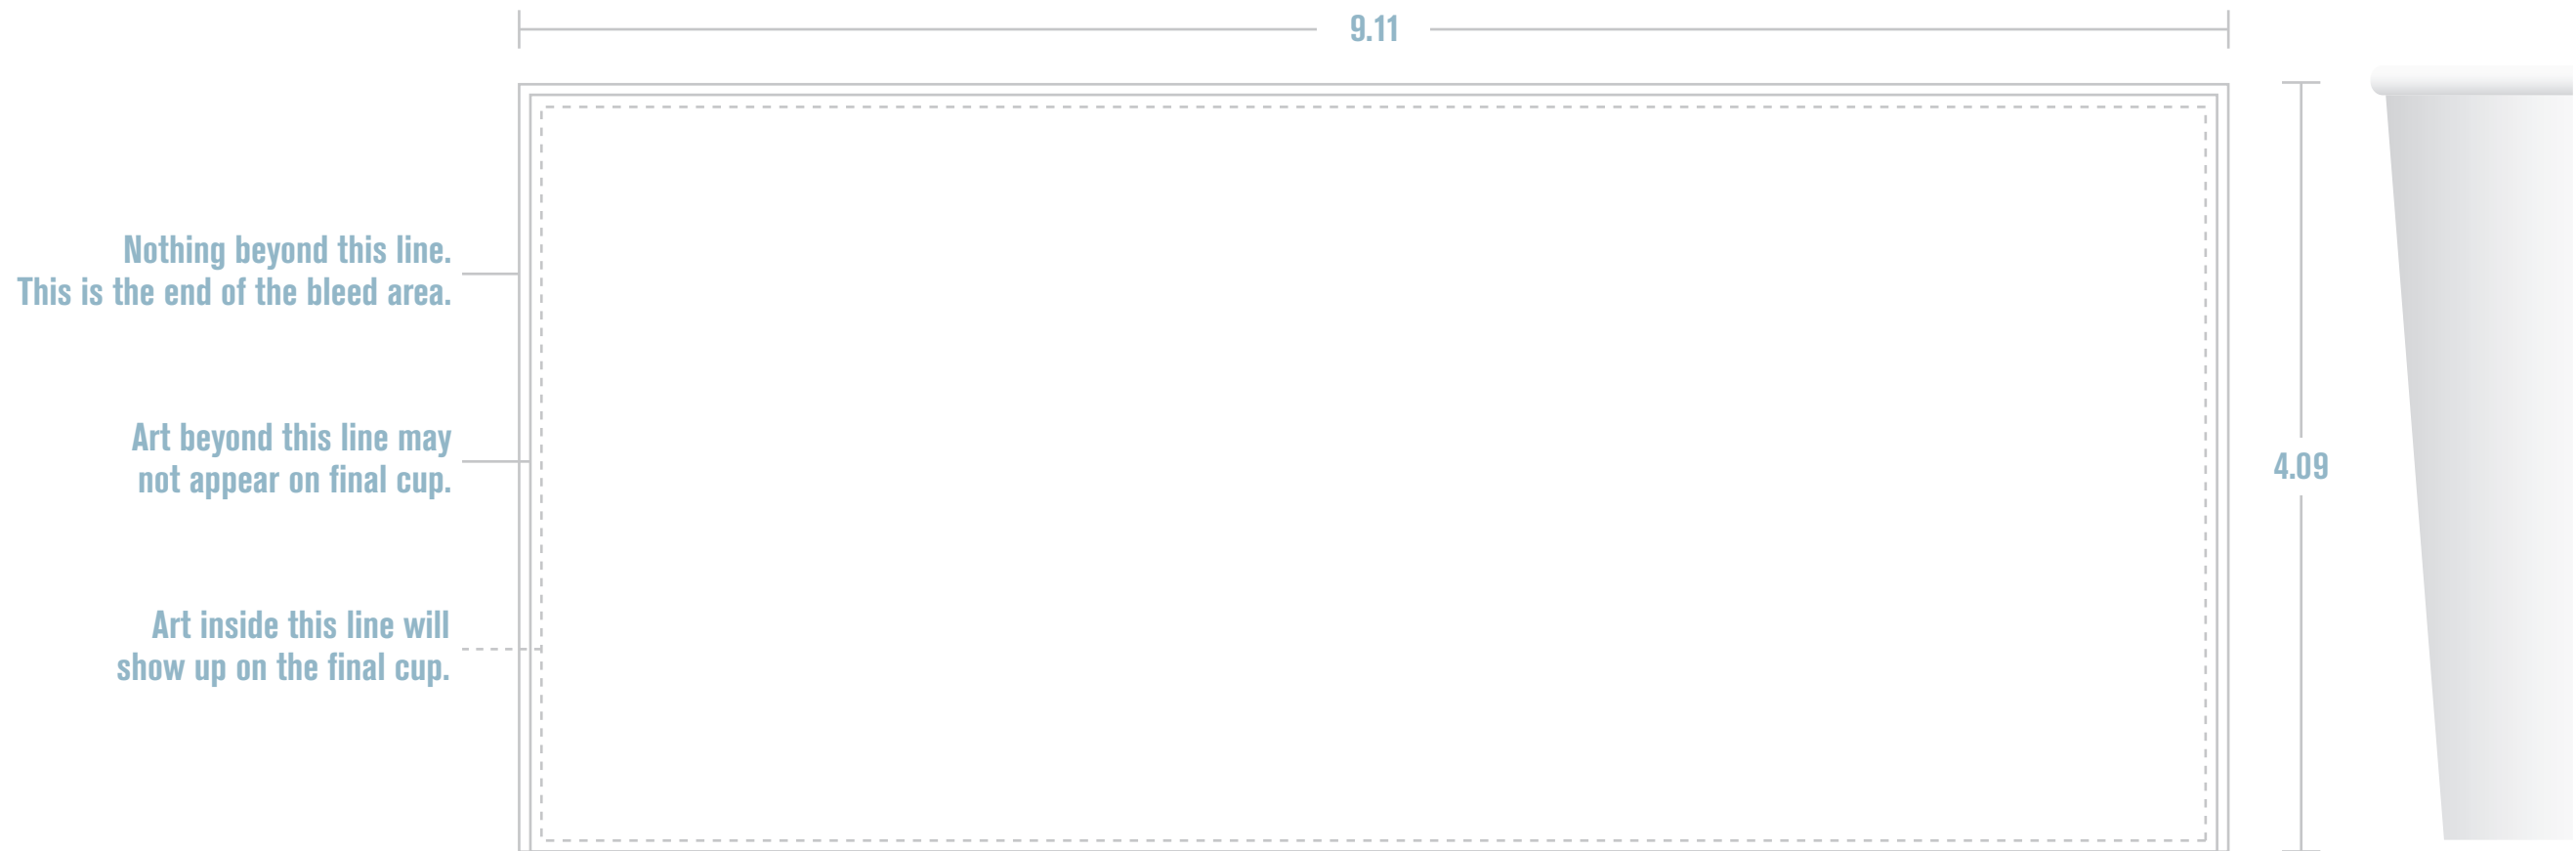 9.11
Nothing beyond this line.
This is the end of the bleed area.
Art beyond this line may
not appear on final cup.
4.09
Art inside this line will
show up on the final cup.